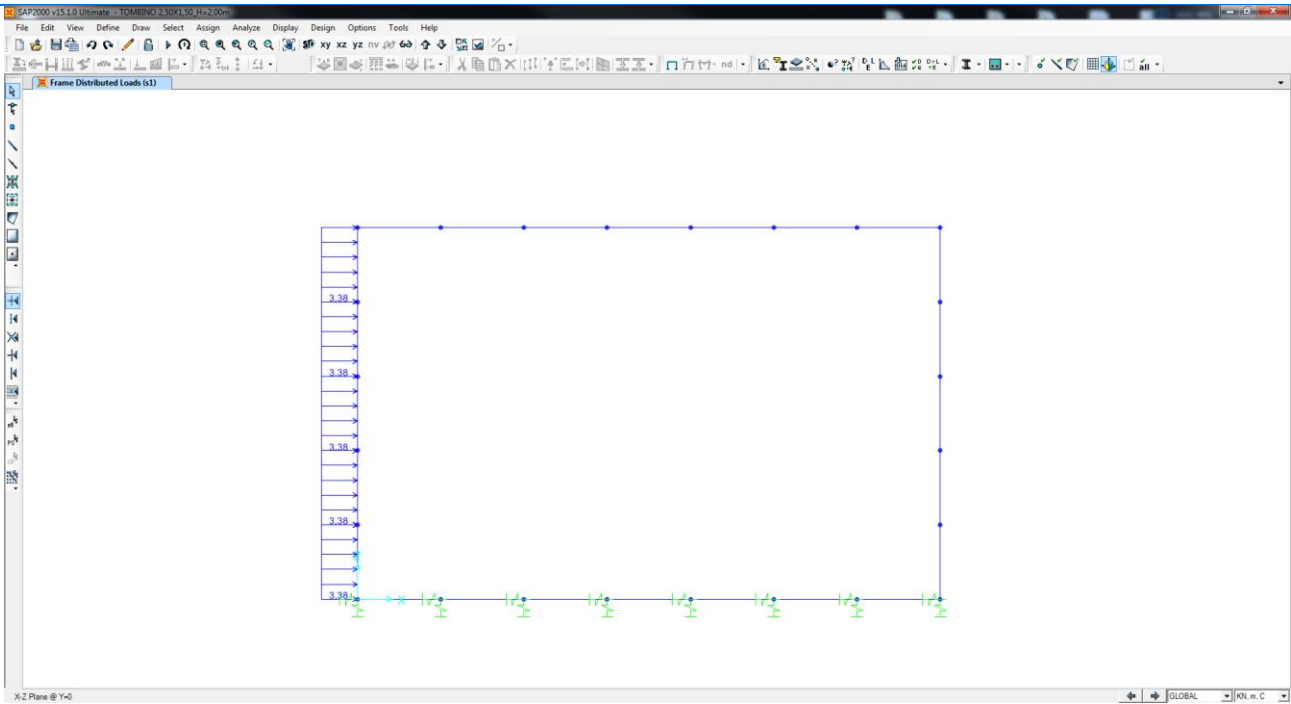 SAP2000 v15.1.0 Ultimate - TOMBINO 2,50X1,50_H=2,00m
File Edit View Define Draw Select Assign Analyze Display Design Options Tools Help
xy xz yz nv
nd
all
Frame Distributed Loads (s1)
3,38
3,38
3,38
3,38
3,38
X
X-Z Plane @ Y=0
GLOBAL
KN, m, C